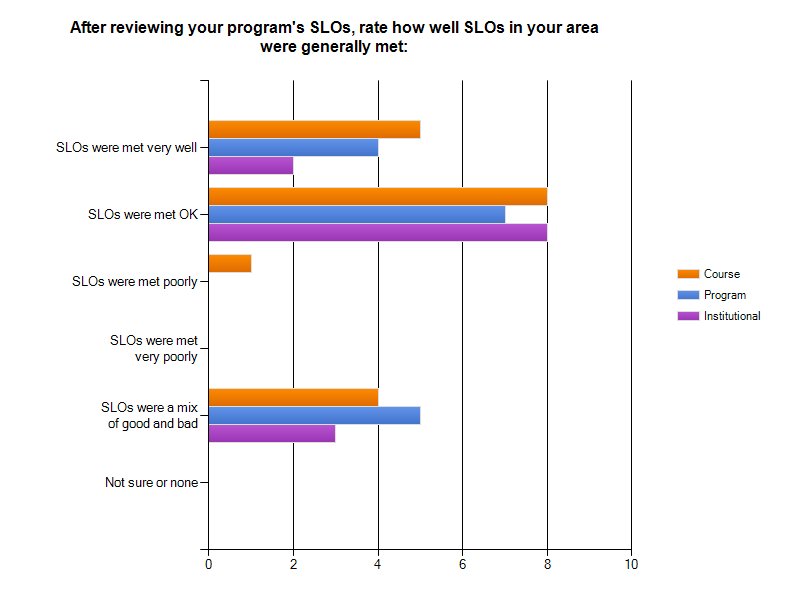 After reviewing your program's SLOs, rate how well SLOs in your area
were generally met:
SLOs were met very well
SLOs were met OK
SLOs were met poorly
SLOs were met
very poorly
SLOs were a mix
of good and bad
Not sure or none
0 2 4 6 8 10
Course
Program
Institutional